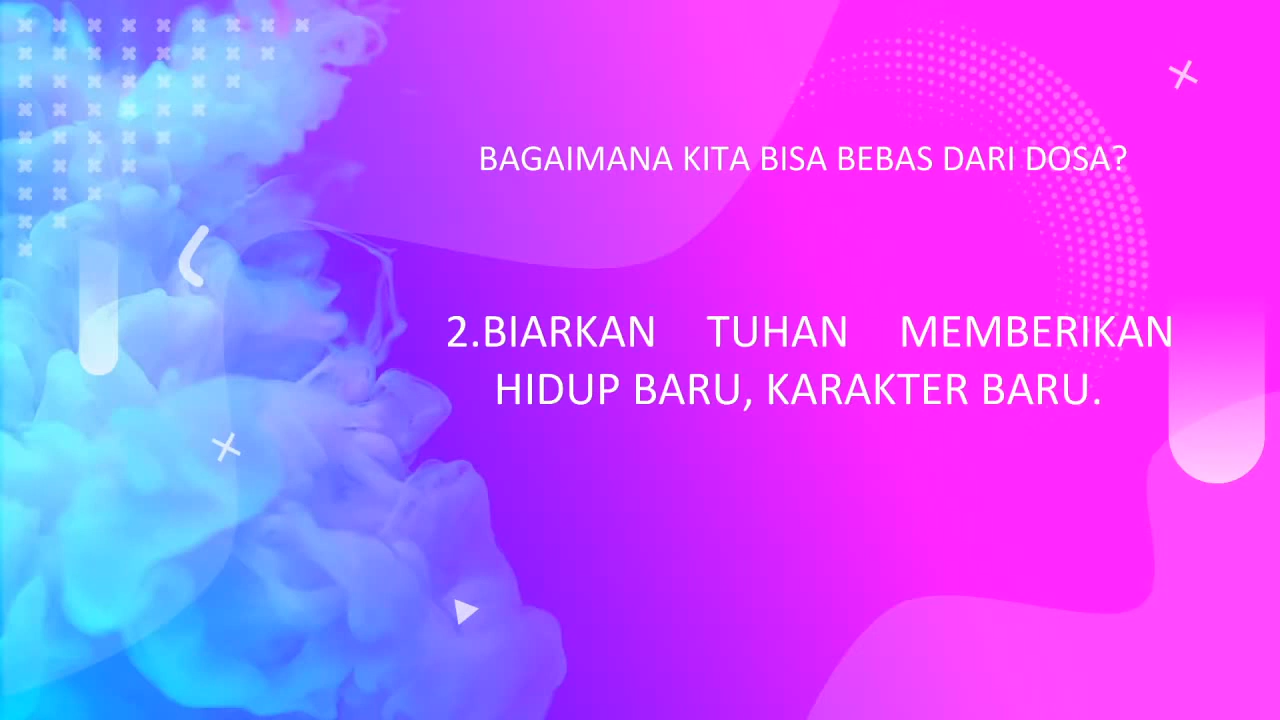 BAGAIMANA KITA BISA BEBAS DARI DOSA?
2.BIARKAN TUHAN MEMBERIKAN
HIDUP BARU, KARAKTER BARU.